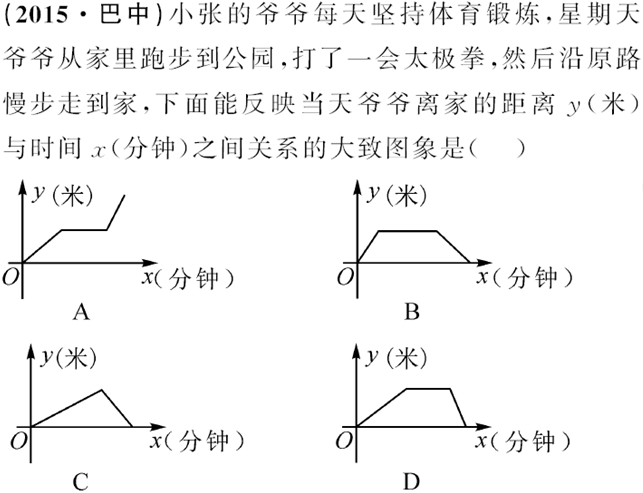 (2015·巴中)小张的爷爷每天坚持体育锻炼,星期天
爷爷从家里跑步到公园,打了一会太极拳,然后沿原路
慢步走到家,下面能反映当天爷爷离家的距离 y(米)
与时间 x(分钟)之间关系的大致图象是(　)
y(米)
O
x(分钟)
A
y(米)
O
x(分钟)
B
y(米)
O
x(分钟)
C
y(米)
O
x(分钟)
D